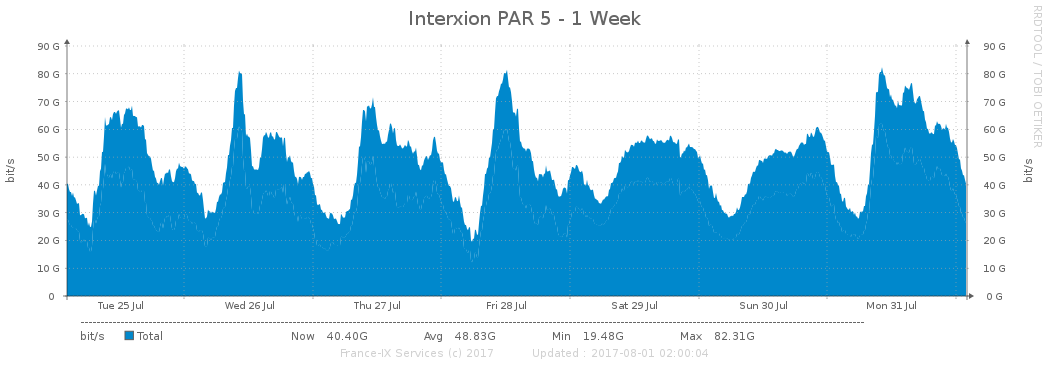 Interxion PAR 5 - 1 Week
RRDTOOL / TOBI OETIKER
90 G 90 G
80 G 80 G
70 G 70 G
60 G 60 G
50 G 50 G
40 G 40 G
30 G 30 G
20 G 20 G
10 G 10 G
0 0 G
bit/s
bit/s
Tue 25 Jul Wed 26 Jul Thu 27 Jul Fri 28 Jul Sat 29 Jul Sun 30 Jul Mon 31 Jul
bit/s Total Now 40.40G Avg 48.83G Min 19.48G Max 82.31G
France-IX Services (c) 2017 Updated : 2017-08-01 02:00:04